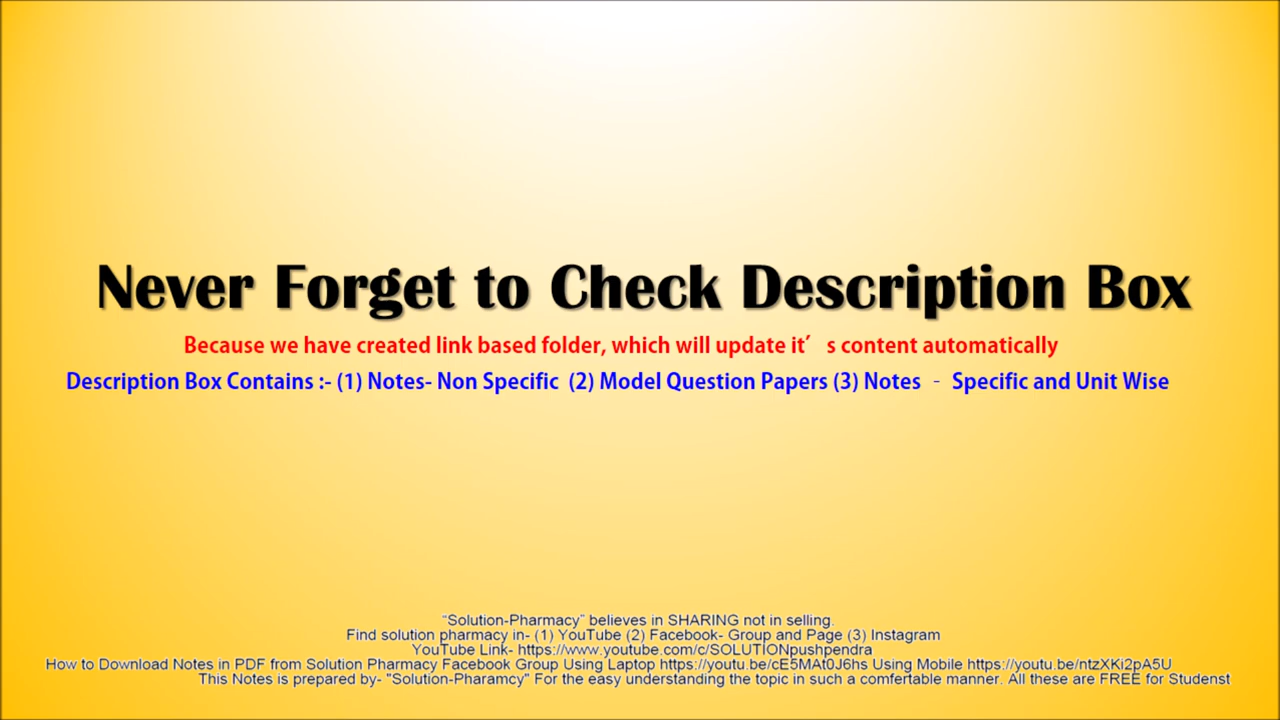 Never Forget to Check Description Box
Because we have created link based folder, which will update it’ s content automatically
Description Box Contains :- (1) Notes- Non Specific (2) Model Question Papers (3) Notes - Specific and Unit Wise
“Solution-Pharmacy” believes in SHARING not in selling.
Find solution pharmacy in- (1) YouTube (2) Facebook- Group and Page (3) Instagram
YouTube Link- https://www.youtube.com/c/SOLUTIONpushpendra
How to Download Notes in PDF from Solution Pharmacy Facebook Group Using Laptop https://youtu.be/cE5MAt0J6hs Using Mobile https://youtu.be/ntzXKi2pA5U
This Notes is prepared by- "Solution-Pharamcy" For the easy understanding the topic in such a comfertable manner. All these are FREE for Studenst